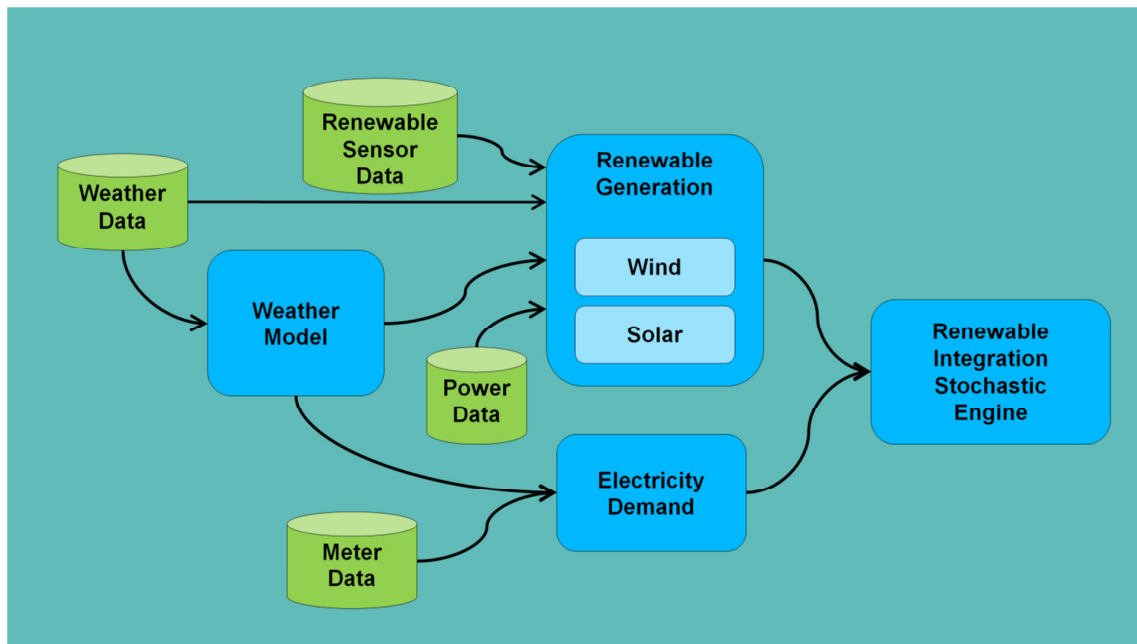 Renewable
Sensor
Data
Weather
Data
Renewable
Generation
Wind
Solar
Weather
Model
Power
Data
Renewable
Integration
Stochastic
Engine
Electricity
Demand
Meter
Data